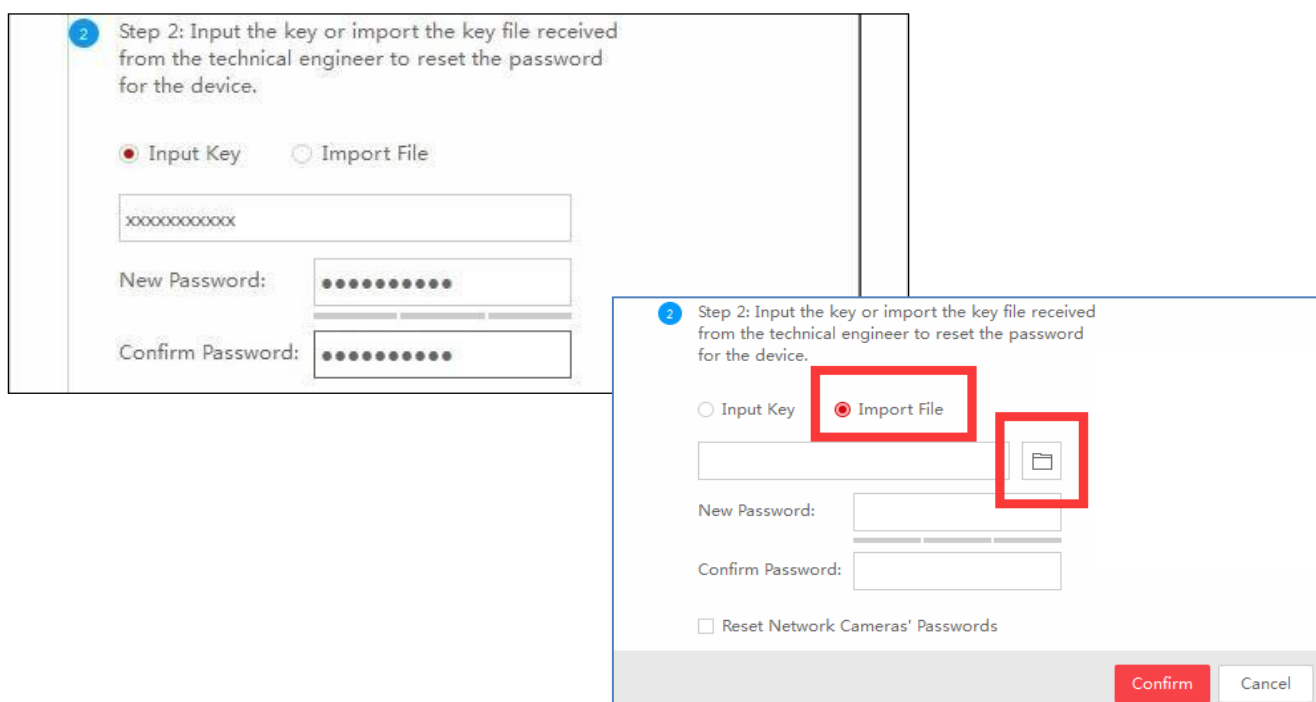 2 Step 2: Input the key or import the key file received
from the technical engineer to reset the password
for the device.
Input Key Import File
xxxxxxxxxxx
New Password: ●●●●●●●●●●
Confirm Password: ●●●●●●●●●●
2 Step 2: Input the key or import the key file received
from the technical engineer to reset the password
for the device.
Input Key Import File
New Password:
Confirm Password:
Reset Network Cameras' Passwords
Confirm Cancel